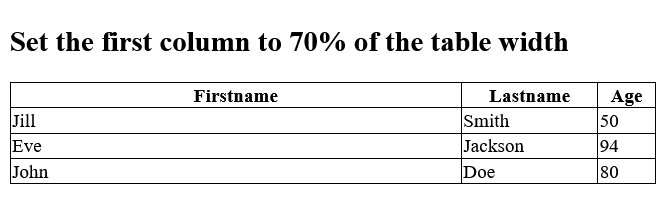 Set the first column to 70% of the table width
Firstname Lastname Age
Jill Smith 50
Eve Jackson 94
John Doe 80